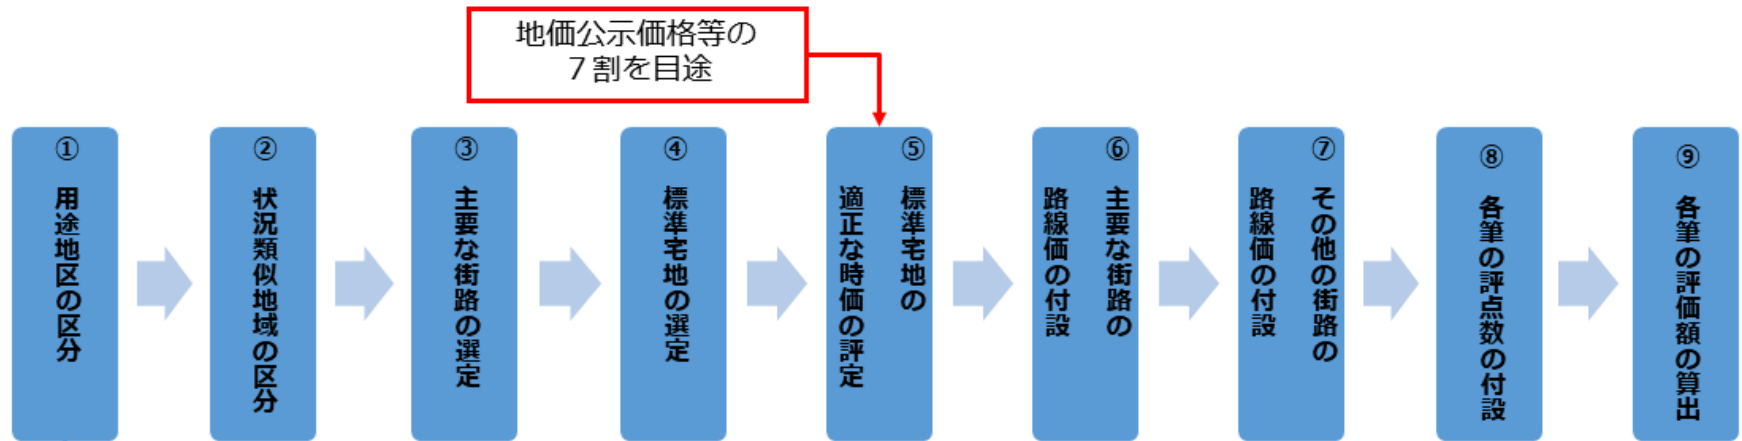 地価公示価格等の
７割を目途
①
用途地区の区分
②
状況類似地域の区分
③
主要な街路の選定
④
標準宅地の選定
⑤
標準宅地の
適正な時価の評定
⑥
主要な街路の
路線価の付設
⑦
その他の街路の
路線価の付設
⑧
各筆の評点数の付設
⑨
各筆の評価額の算出